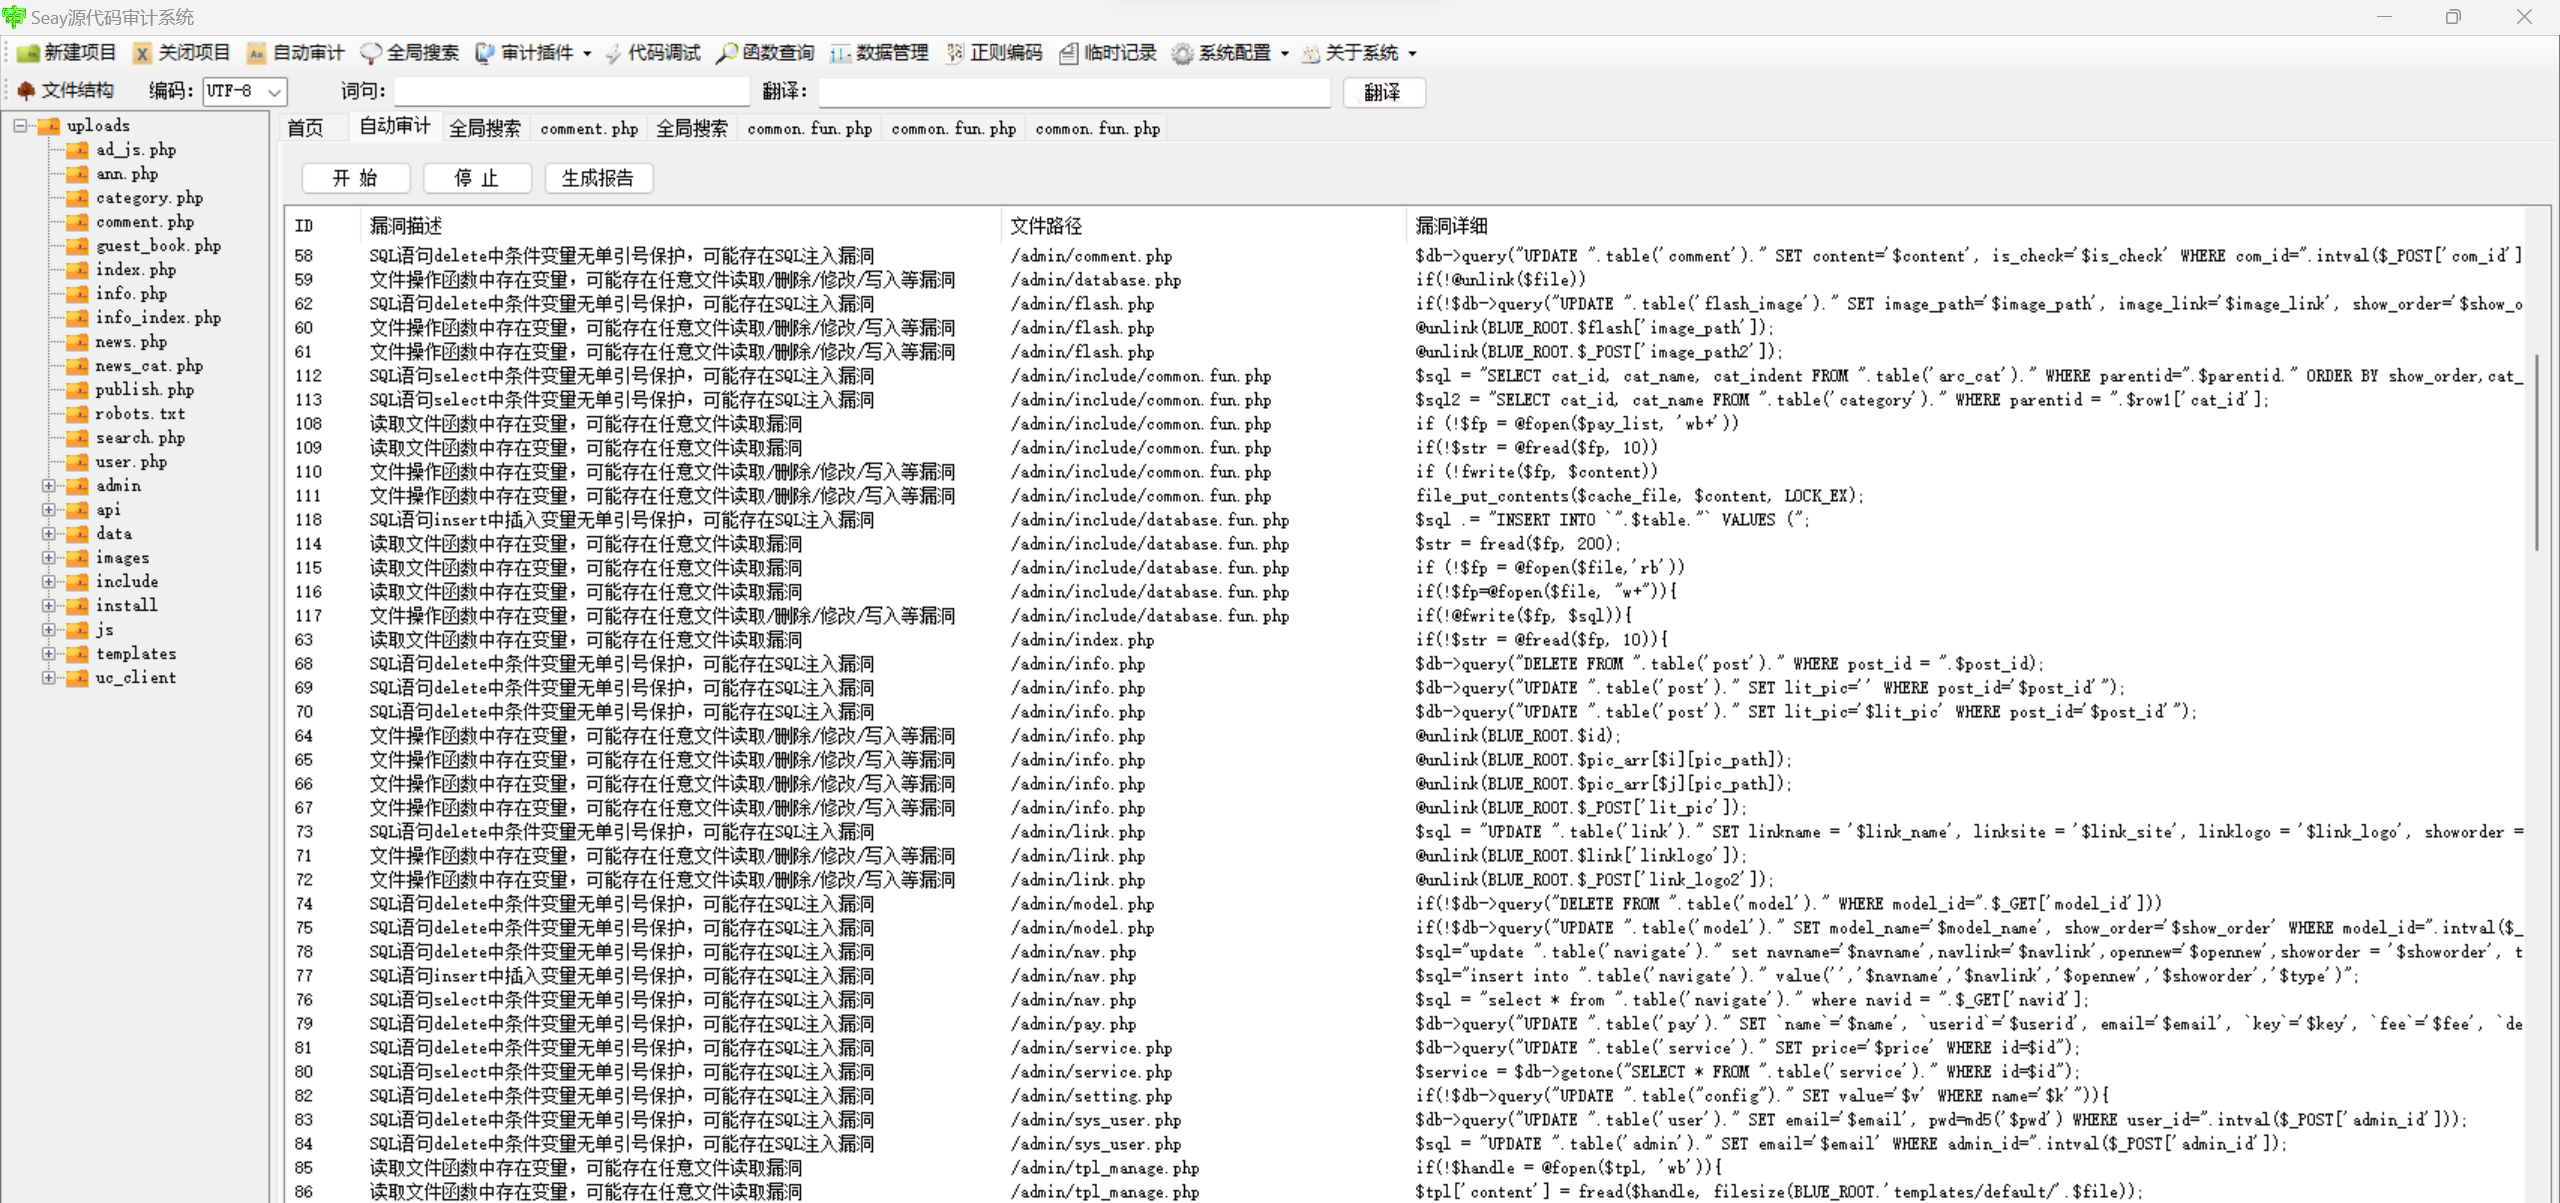 Seay源代码审计系统
新建项目 关闭项目 自动审计 全局搜索 审计插件 代码调试 函数查询 数据管理 正则编码 临时记录 系统配置 关于系统
文件结构 编码: UTF-8 词句: 翻译: 翻译
首页 自动审计 全局搜索 comment.php 全局搜索 common.fun.php common.fun.php common.fun.php
uploads
ad_js.php
ann.php
category.php
comment.php
guest_book.php
index.php
info.php
info_index.php
news.php
news_cat.php
publish.php
robots.txt
search.php
user.php
admin
api
data
images
include
install
js
templates
uc_client
开 始 停 止 生成报告
ID 漏洞描述 文件路径 漏洞详细
58 SQL语句delete中条件变量无单引号保护，可能存在SQL注入漏洞 /admin/comment.php $db->query("UPDATE ".table('comment')." SET content='$content', is_check='$is_check' WHERE com_id=".intval($_POST['com_id']
59 文件操作函数中存在变量，可能存在任意文件读取/删除/修改/写入等漏洞 /admin/database.php if(!@unlink($file))
62 SQL语句delete中条件变量无单引号保护，可能存在SQL注入漏洞 /admin/flash.php if(!$db->query("UPDATE ".table('flash_image')." SET image_path='$image_path', image_link='$image_link', show_order='$show_o
60 文件操作函数中存在变量，可能存在任意文件读取/删除/修改/写入等漏洞 /admin/flash.php @unlink(BLUE_ROOT.$flash['image_path']);
61 文件操作函数中存在变量，可能存在任意文件读取/删除/修改/写入等漏洞 /admin/flash.php @unlink(BLUE_ROOT.$_POST['image_path2']);
112 SQL语句select中条件变量无单引号保护，可能存在SQL注入漏洞 /admin/include/common.fun.php $sql = "SELECT cat_id, cat_name, cat_indent FROM ".table('arc_cat')." WHERE parentid=".$parentid." ORDER BY show_order,cat_
113 SQL语句select中条件变量无单引号保护，可能存在SQL注入漏洞 /admin/include/common.fun.php $sql2 = "SELECT cat_id, cat_name FROM ".table('category')." WHERE parentid = ".$row1['cat_id'];
108 读取文件函数中存在变量，可能存在任意文件读取漏洞 /admin/include/common.fun.php if (!$fp = @fopen($pay_list, 'wb+'))
109 读取文件函数中存在变量，可能存在任意文件读取漏洞 /admin/include/common.fun.php if(!$str = @fread($fp, 10))
110 文件操作函数中存在变量，可能存在任意文件读取/删除/修改/写入等漏洞 /admin/include/common.fun.php if (!fwrite($fp, $content))
111 文件操作函数中存在变量，可能存在任意文件读取/删除/修改/写入等漏洞 /admin/include/common.fun.php file_put_contents($cache_file, $content, LOCK_EX);
118 SQL语句insert中插入变量无单引号保护，可能存在SQL注入漏洞 /admin/include/database.fun.php $sql .= "INSERT INTO `".$table."` VALUES (";
114 读取文件函数中存在变量，可能存在任意文件读取漏洞 /admin/include/database.fun.php $str = fread($fp, 200);
115 读取文件函数中存在变量，可能存在任意文件读取漏洞 /admin/include/database.fun.php if (!$fp = @fopen($file,'rb'))
116 读取文件函数中存在变量，可能存在任意文件读取漏洞 /admin/include/database.fun.php if(!$fp=@fopen($file, "w+")){
117 文件操作函数中存在变量，可能存在任意文件读取/删除/修改/写入等漏洞 /admin/include/database.fun.php if(!@fwrite($fp, $sql)){
63 读取文件函数中存在变量，可能存在任意文件读取漏洞 /admin/index.php if(!$str = @fread($fp, 10)){
68 SQL语句delete中条件变量无单引号保护，可能存在SQL注入漏洞 /admin/info.php $db->query("DELETE FROM ".table('post')." WHERE post_id = ".$post_id);
69 SQL语句delete中条件变量无单引号保护，可能存在SQL注入漏洞 /admin/info.php $db->query("UPDATE ".table('post')." SET lit_pic='' WHERE post_id='$post_id'");
70 SQL语句delete中条件变量无单引号保护，可能存在SQL注入漏洞 /admin/info.php $db->query("UPDATE ".table('post')." SET lit_pic='$lit_pic' WHERE post_id='$post_id'");
64 文件操作函数中存在变量，可能存在任意文件读取/删除/修改/写入等漏洞 /admin/info.php @unlink(BLUE_ROOT.$id);
65 文件操作函数中存在变量，可能存在任意文件读取/删除/修改/写入等漏洞 /admin/info.php @unlink(BLUE_ROOT.$pic_arr[$i][pic_path]);
66 文件操作函数中存在变量，可能存在任意文件读取/删除/修改/写入等漏洞 /admin/info.php @unlink(BLUE_ROOT.$pic_arr[$j][pic_path]);
67 文件操作函数中存在变量，可能存在任意文件读取/删除/修改/写入等漏洞 /admin/info.php @unlink(BLUE_ROOT.$_POST['lit_pic']);
73 SQL语句delete中条件变量无单引号保护，可能存在SQL注入漏洞 /admin/link.php $sql = "UPDATE ".table('link')." SET linkname = '$link_name', linksite = '$link_site', linklogo = '$link_logo', showorder =
71 文件操作函数中存在变量，可能存在任意文件读取/删除/修改/写入等漏洞 /admin/link.php @unlink(BLUE_ROOT.$link['linklogo']);
72 文件操作函数中存在变量，可能存在任意文件读取/删除/修改/写入等漏洞 /admin/link.php @unlink(BLUE_ROOT.$_POST['link_logo2']);
74 SQL语句delete中条件变量无单引号保护，可能存在SQL注入漏洞 /admin/model.php if(!$db->query("DELETE FROM ".table('model')." WHERE model_id=".$_GET['model_id']))
75 SQL语句delete中条件变量无单引号保护，可能存在SQL注入漏洞 /admin/model.php if(!$db->query("UPDATE ".table('model')." SET model_name='$model_name', show_order='$show_order' WHERE model_id=".intval($_
78 SQL语句delete中条件变量无单引号保护，可能存在SQL注入漏洞 /admin/nav.php $sql="update ".table('navigate')." set navname='$navname',navlink='$navlink',opennew='$opennew',showorder = '$showorder', t
77 SQL语句insert中插入变量无单引号保护，可能存在SQL注入漏洞 /admin/nav.php $sql="insert into ".table('navigate')." value('','$navname','$navlink','$opennew','$showorder','$type')";
76 SQL语句select中条件变量无单引号保护，可能存在SQL注入漏洞 /admin/nav.php $sql = "select * from ".table('navigate')." where navid = ".$_GET['navid'];
79 SQL语句delete中条件变量无单引号保护，可能存在SQL注入漏洞 /admin/pay.php $db->query("UPDATE ".table('pay')." SET `name`='$name', `userid`='$userid', email='$email', `key`='$key', `fee`='$fee', `de
81 SQL语句delete中条件变量无单引号保护，可能存在SQL注入漏洞 /admin/service.php $db->query("UPDATE ".table('service')." SET price='$price' WHERE id=$id");
80 SQL语句select中条件变量无单引号保护，可能存在SQL注入漏洞 /admin/service.php $service = $db->getone("SELECT * FROM ".table('service')." WHERE id=$id");
82 SQL语句delete中条件变量无单引号保护，可能存在SQL注入漏洞 /admin/setting.php if(!$db->query("UPDATE ".table("config")." SET value='$v' WHERE name='$k'")){
83 SQL语句delete中条件变量无单引号保护，可能存在SQL注入漏洞 /admin/sys_user.php $db->query("UPDATE ".table('user')." SET email='$email', pwd=md5('$pwd') WHERE user_id=".intval($_POST['admin_id']));
84 SQL语句delete中条件变量无单引号保护，可能存在SQL注入漏洞 /admin/sys_user.php $sql = "UPDATE ".table('admin')." SET email='$email' WHERE admin_id=".intval($_POST['admin_id']);
85 读取文件函数中存在变量，可能存在任意文件读取漏洞 /admin/tpl_manage.php if(!$handle = @fopen($tpl, 'wb')){
86 读取文件函数中存在变量，可能存在任意文件读取漏洞 /admin/tpl_manage.php $tpl['content'] = fread($handle, filesize(BLUE_ROOT.'templates/default/'.$file));